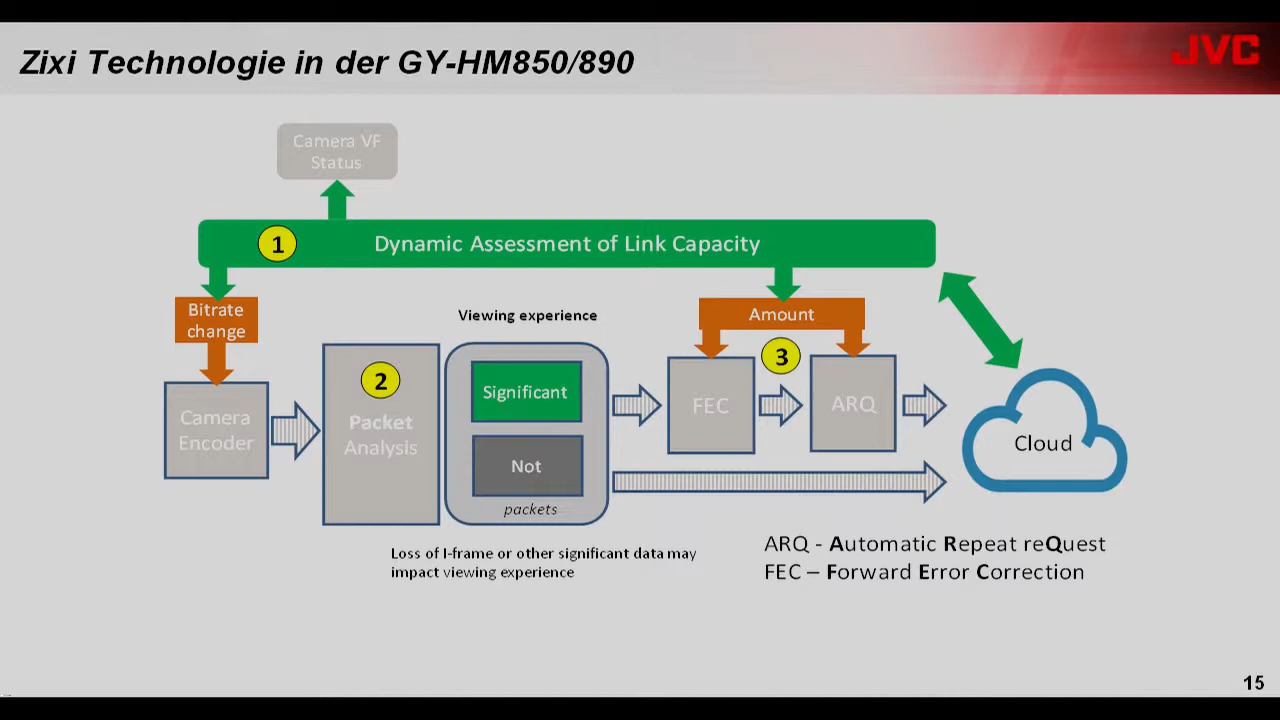 Zixi Technologie in der GY-HM850/890
JVC
Camera VF
Status
1
Dynamic Assessment of Link Capacity
Bitrate
change
Viewing experience
Amount
2
3
Camera
Encoder
Packet
Analysis
Significant
Not
packets
FEC
ARQ
Cloud
Loss of I-frame or other significant data may
impact viewing experience
ARQ - Automatic Repeat reQuest
FEC – Forward Error Correction
15